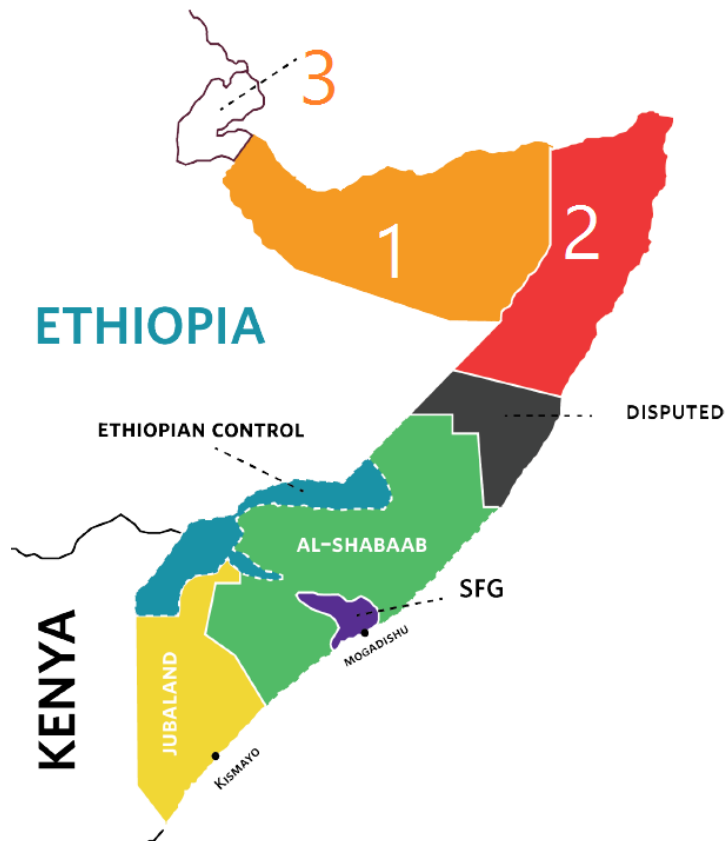 3
1
2
ETHIOPIA
DISPUTED
ETHIOPIAN CONTROL
AL-SHABAAB
SFG
MOGADISHU
KENYA
JUBALAND
KISMAYO